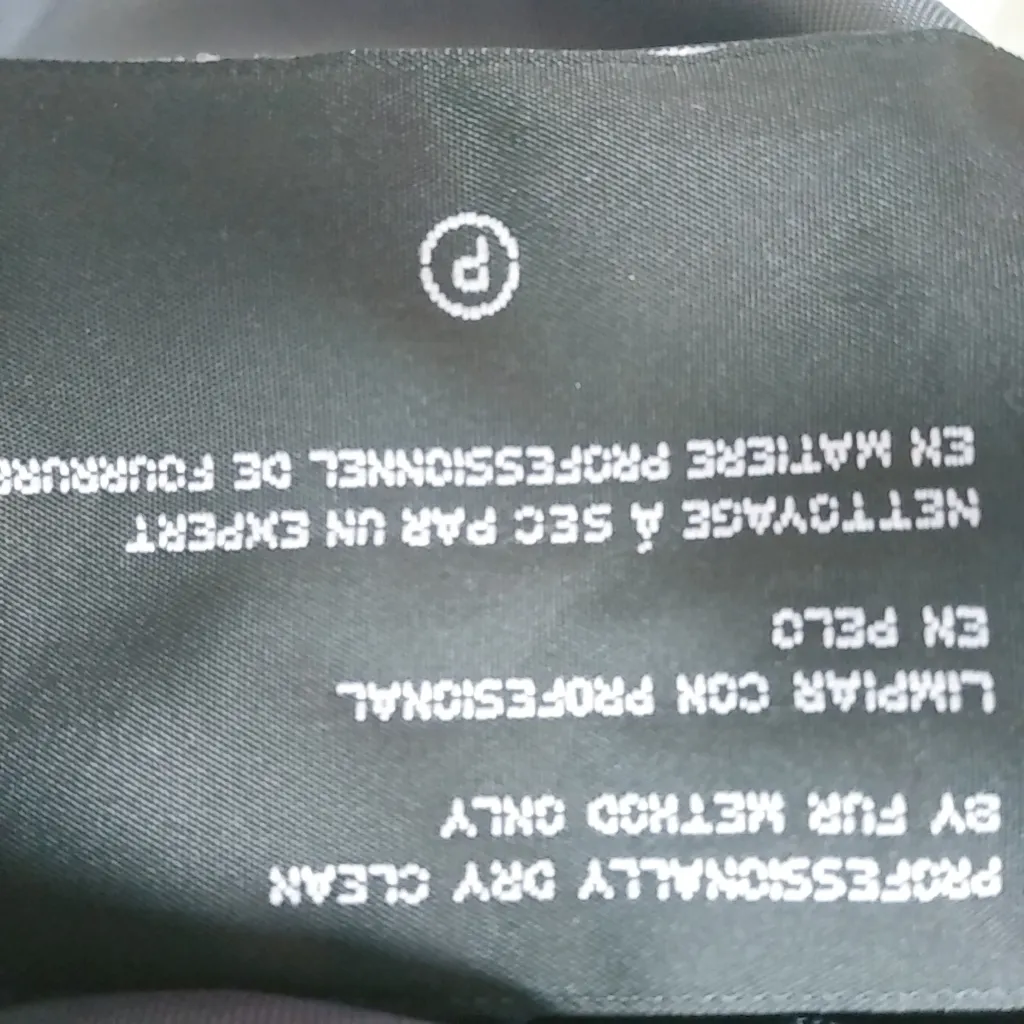 PROFESSIONALLY DRY CLEAN
BY FUR METHOD ONLY
LIMPIAR CON PROFESIONAL
EN PELO
NETTOYAGE Á SEC PAR UN EXPERT
EN MATIERE PROFESSIONNEL DE FOURRURE
P